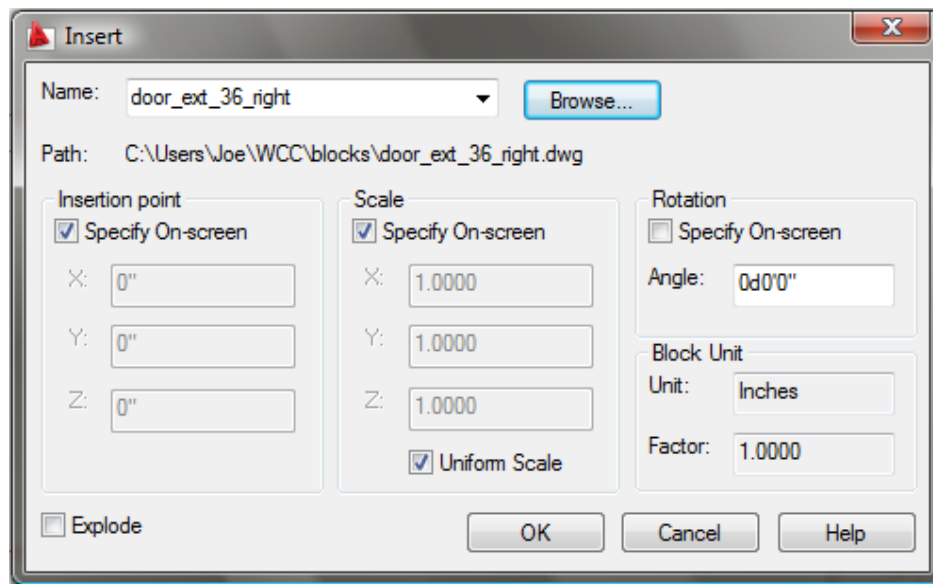 Insert
Name: door_ext_36_right Browse...
Path: C:\Users\Joe\WCC\blocks\door_ext_36_right.dwg
Insertion point
Specify On-screen
X: 0"
Y: 0"
Z: 0"
Scale
Specify On-screen
X: 1.0000
Y: 1.0000
Z: 1.0000
Uniform Scale
Rotation
Specify On-screen
Angle: 0d0'0"
Block Unit
Unit: Inches
Factor: 1.0000
Explode
OK Cancel Help